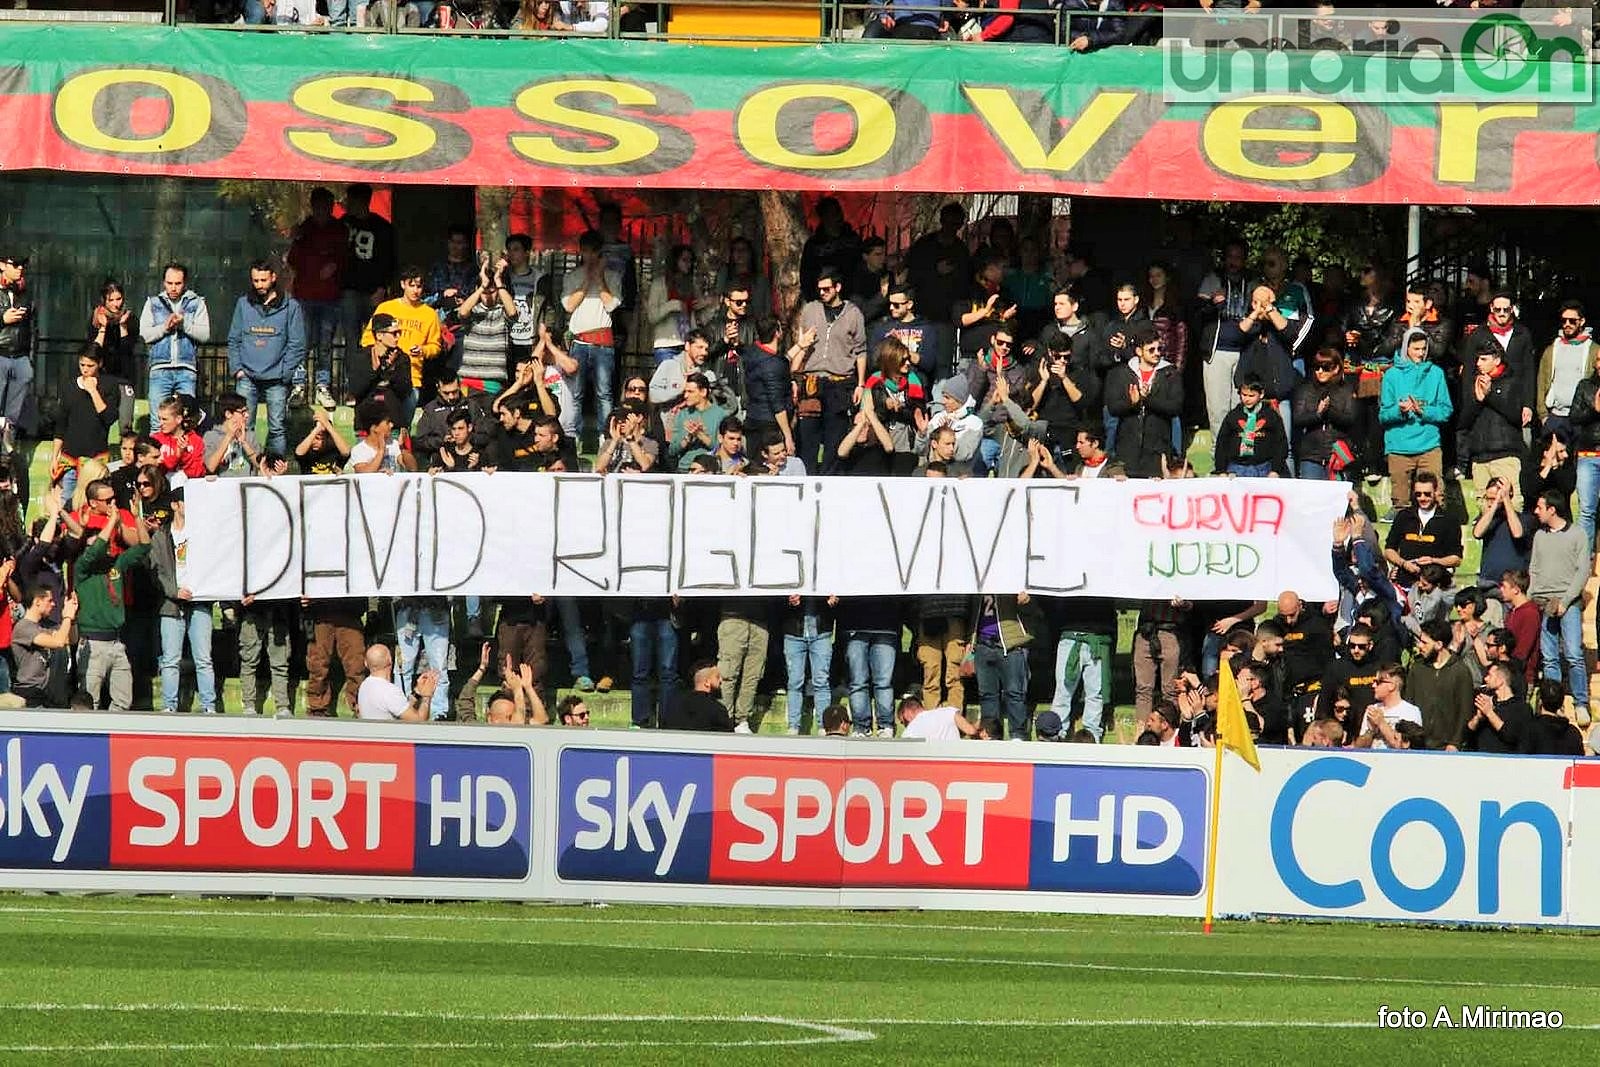 umbriaOn
ossover
DAViD RAGGi ViVE
CURVA
NORD
sky SPORT HD
sky SPORT HD
Con
foto A.Mirimao